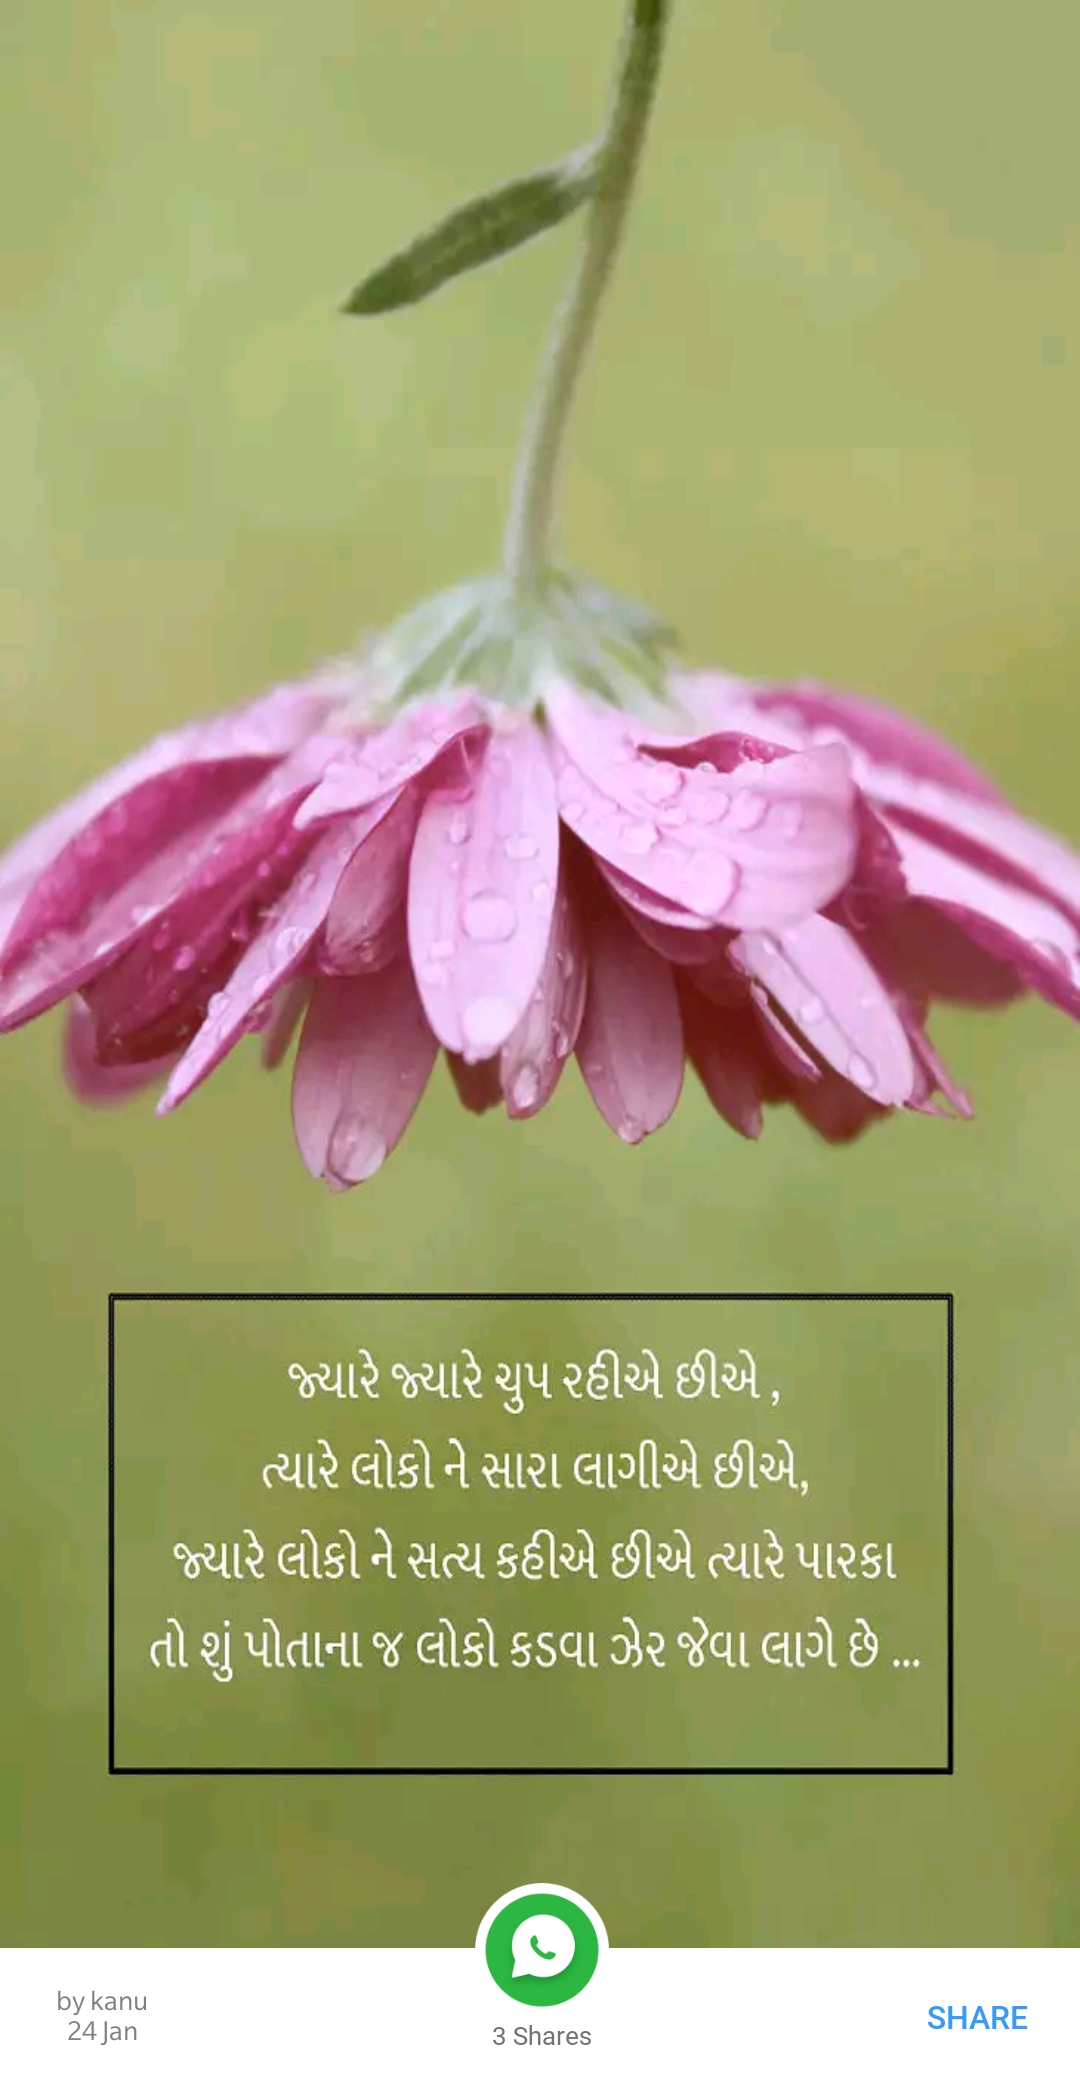 જ્યારે જ્યારે ચુપ રહીએ છીએ ,
ત્યારે લોકો ને સારા લાગીએ છીએ,
જ્યારે લોકો ને સત્ય કહીએ છીએ ત્યારે પારકા
તો શું પોતાના જ લોકો કડવા ઝેર જેવા લાગે છે ...
by kanu
24 Jan
3 Shares
SHARE